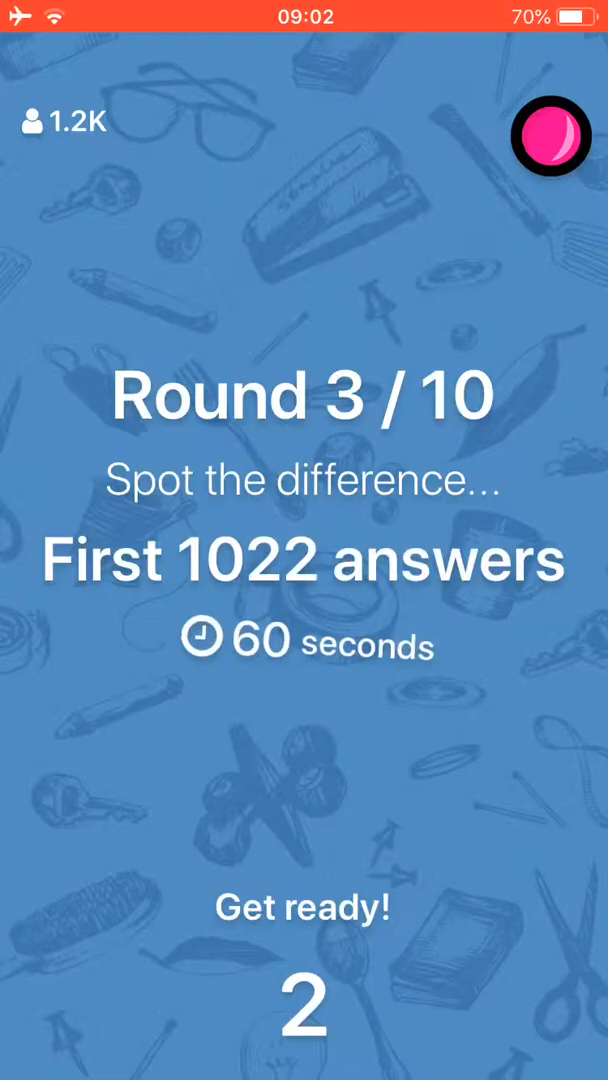 09:02
70%
1.2K
Round 3 / 10
Spot the difference...
First 1022 answers
60 seconds
Get ready!
2